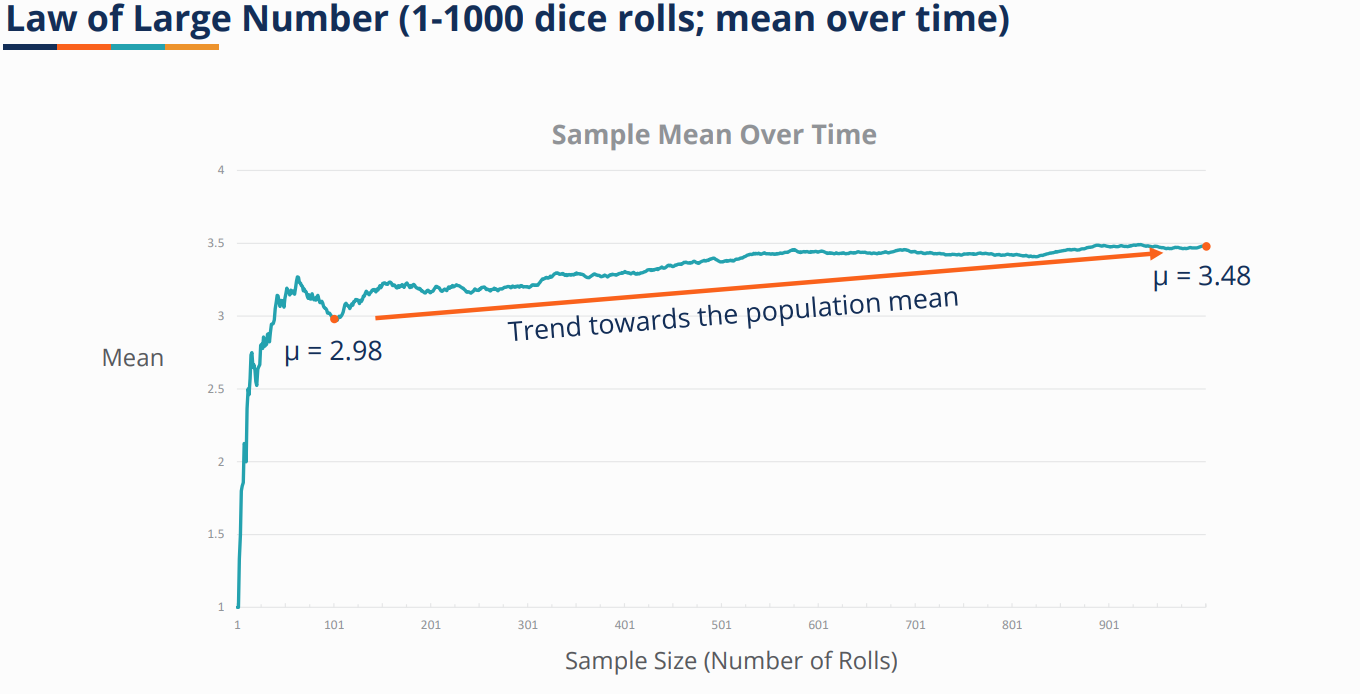 Law of Large Number (1-1000 dice rolls; mean over time)
Sample Mean Over Time
4
3.5
3
2.5
2
1.5
1
Mean
μ = 2.98
Trend towards the population mean
μ = 3.48
1 101 201 301 401 501 601 701 801 901
Sample Size (Number of Rolls)